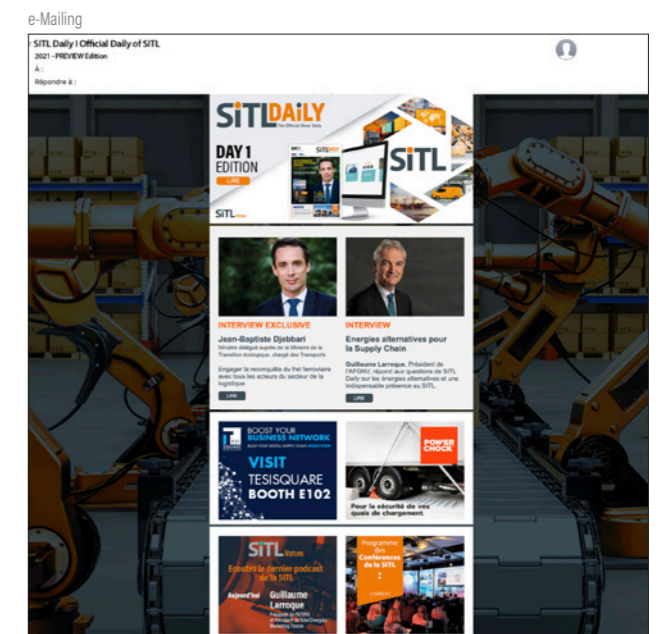 e-Mailing
SITL Daily I Official Daily of SITL
2021 - PREVIEW Edition
À :
Répondre à :
SiTLDAiLY
DAY 1
EDITION
LIRE
SiTL
SiTL
INTERVIEW EXCLUSIVE
Jean-Baptiste Djebbari
Ministre délégué auprès de la Ministre de la
Transition écologique, chargé des Transports
Engager la reconquête du fret ferroviaire
avec tous les acteurs du secteur de la
logistique
LIRE
INTERVIEW
Energies alternatives pour
la Supply Chain
Guillaume Larroque, Président de
l'AFGNV, répond aux questions de SITL
Daily sur les énergies alternatives et une
indispensable présence au SITL.
LIRE
BOOST YOUR
BUSINESS NETWORK
VISIT
TESISQUARE
BOOTH E102
POWER
CHOCK
Pour la sécurité de vos
quais de chargement.
SiTL Voices
Ecoutez le dernier podcast
de la SITL
Aujourd'hui
Guillaume
Larroque
Programme
des
Conférences
de la SITL